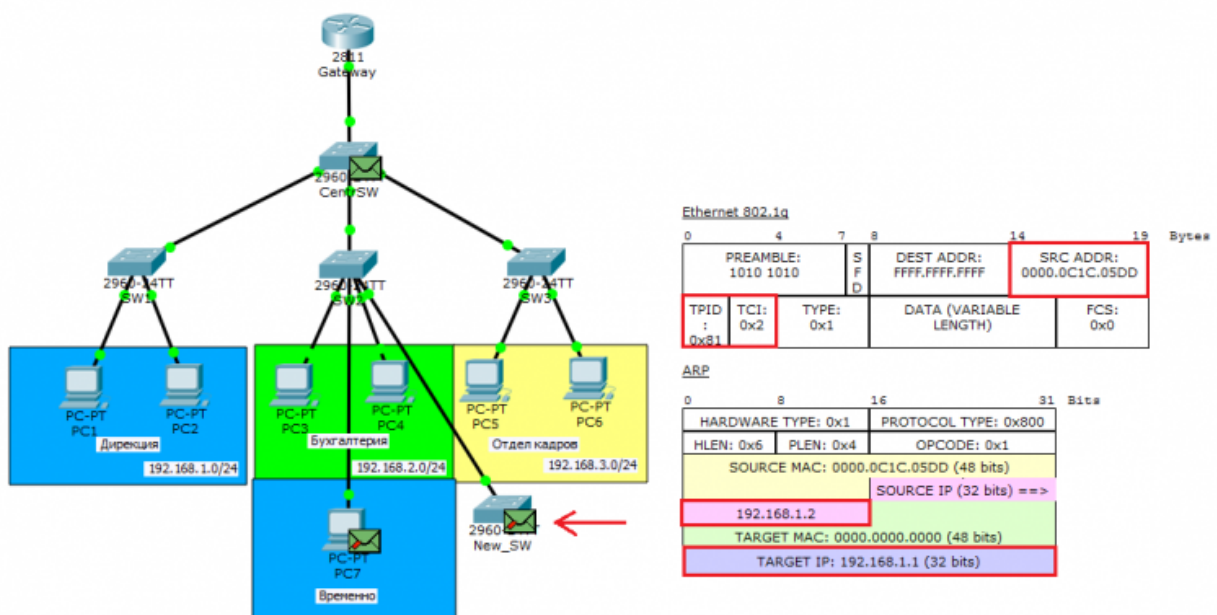 2811
Gateway
CentrSW
2960-24TT
SW1
2960-24TT
2960-24TT
SW3
PC-PT
PC1
PC-PT
PC2
Дирекция
192.168.1.0/24
PC-PT
PC3
PC-PT
PC4
Бухгалтерия
192.168.2.0/24
PC-PT
PC5
PC-PT
PC6
Отдел кадров
192.168.3.0/24
PC-PT
PC7
Временно
New_SW
Ethernet 802.1q
0 4 7 8 14 19 Bytes
PREAMBLE:
1010 1010
S
F
D
DEST ADDR:
FFFF.FFFF.FFFF
SRC ADDR:
0000.0C1C.05DD
TPID
:
0x81
TCI:
0x2
TYPE:
0x1
DATA (VARIABLE
LENGTH)
FCS:
0x0
ARP
0 8 16 31 Bits
HARDWARE TYPE: 0x1 PROTOCOL TYPE: 0x800
HLEN: 0x6 PLEN: 0x4 OPCODE: 0x1
SOURCE MAC: 0000.0C1C.05DD (48 bits)
SOURCE IP (32 bits) ==>
192.168.1.2
TARGET MAC: 0000.0000.0000 (48 bits)
TARGET IP: 192.168.1.1 (32 bits)